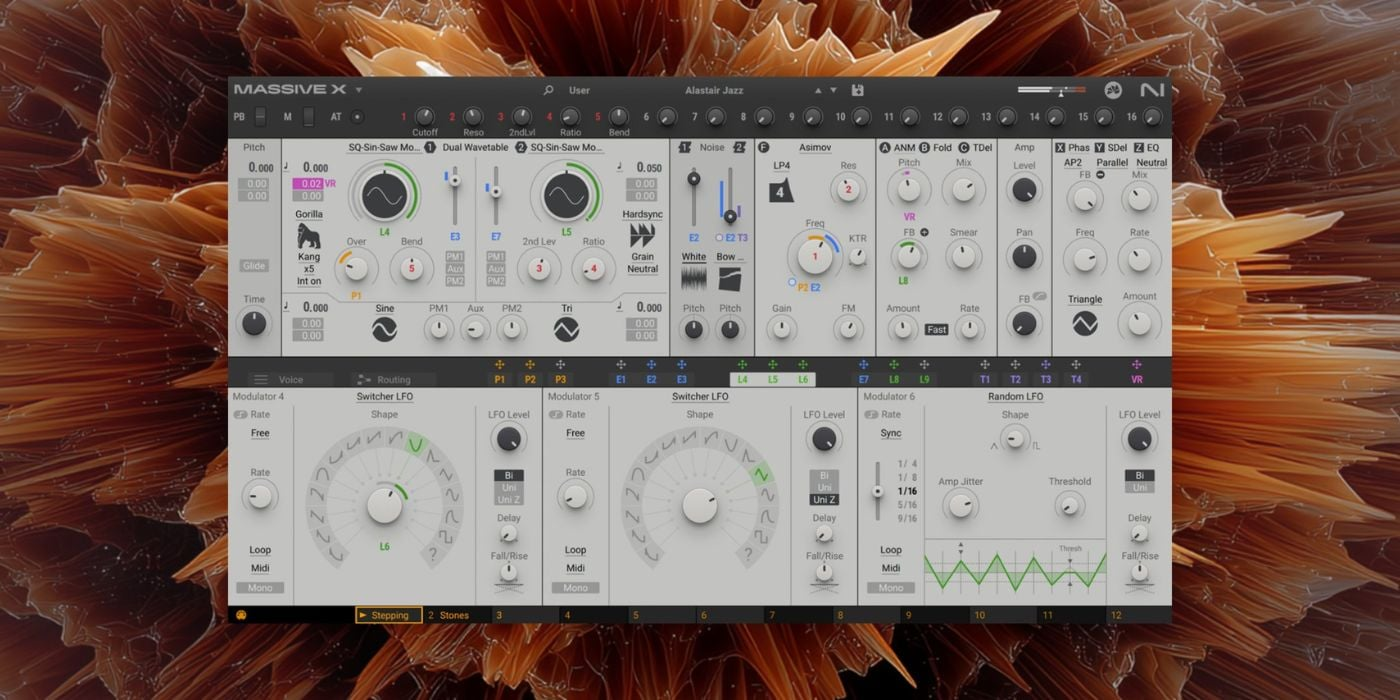 MASSIVE X User Alastair Jazz
PB M AT 1 2 3 4 5 6 7 8 9 10 11 12 13 14 15 16
Cutoff Reso 2ndLvl Ratio Bend
Pitch SQ-Sin-Saw Mo... 1 Dual Wavetable 2 SQ-Sin-Saw Mo... 1 Noise 2 F Asimov A ANM B Fold C TDel Amp X Phas Y SDel Z EQ
0.000 0.000 0.050 LP4 Res Pitch Mix Level AP2 Parallel Neutral
0.00 0.02 VR 0.00 4 2 FB Mix
0.00 0.00 0.00
Gorilla L4 E3 E7 L5 Hardsync E2 E2 T3 Freq KTR VR
Over Bend 2nd Lev Ratio 1 FB Smear Pan Freq Rate
Kang PM1 PM1 Grain White Bow ...
x5 5 Aux Aux 3 4 Neutral
Int on PM2 PM2 P2 E2 L8
Glide P1
Time 0.000 Sine PM1 Aux PM2 Tri 0.000 Pitch Pitch Gain FM Amount Fast Rate FB Triangle Amount
0.00 0.00
0.00 0.00
Voice Routing P1 P2 P3 E1 E2 E3 L4 L5 L6 E7 L8 L9 T1 T2 T3 T4 VR
Modulator 4 Switcher LFO Modulator 5 Switcher LFO Modulator 6 Random LFO
Rate Shape LFO Level Rate Shape LFO Level Rate Shape LFO Level
Free Free Sync
Rate Bi Rate Bi 1/ 4 Bi
Uni Uni 1/ 8 Amp Jitter Threshold Uni
Uni Z Uni Z 1/16
5/16
Delay Delay 9/16 Delay
? ? ? ?
L6
Loop Fall/Rise Loop Fall/Rise Loop Thresh Fall/Rise
Midi Midi Midi
Mono Mono Mono
Stepping 2 Stones 3 4 5 6 7 8 9 10 11 12